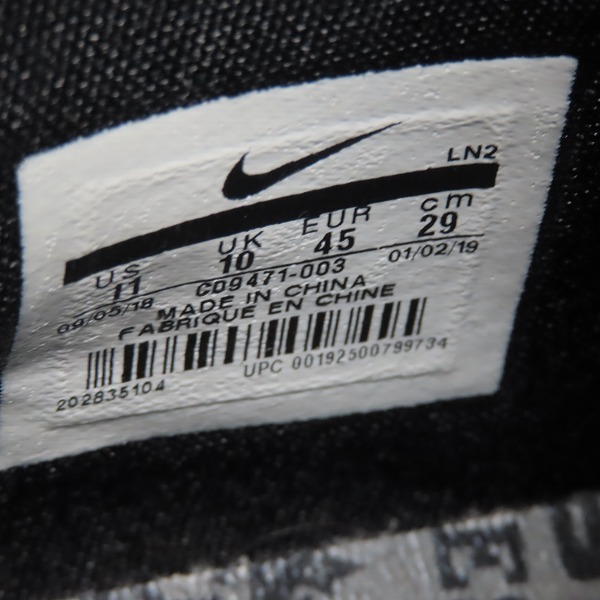 LN2
US UK EUR cm
11 10 45 29
09/05/18 CD9471-003 01/02/19
MADE IN CHINA
FABRIQUE EN CHINE
202835104 UPC 00192500799734